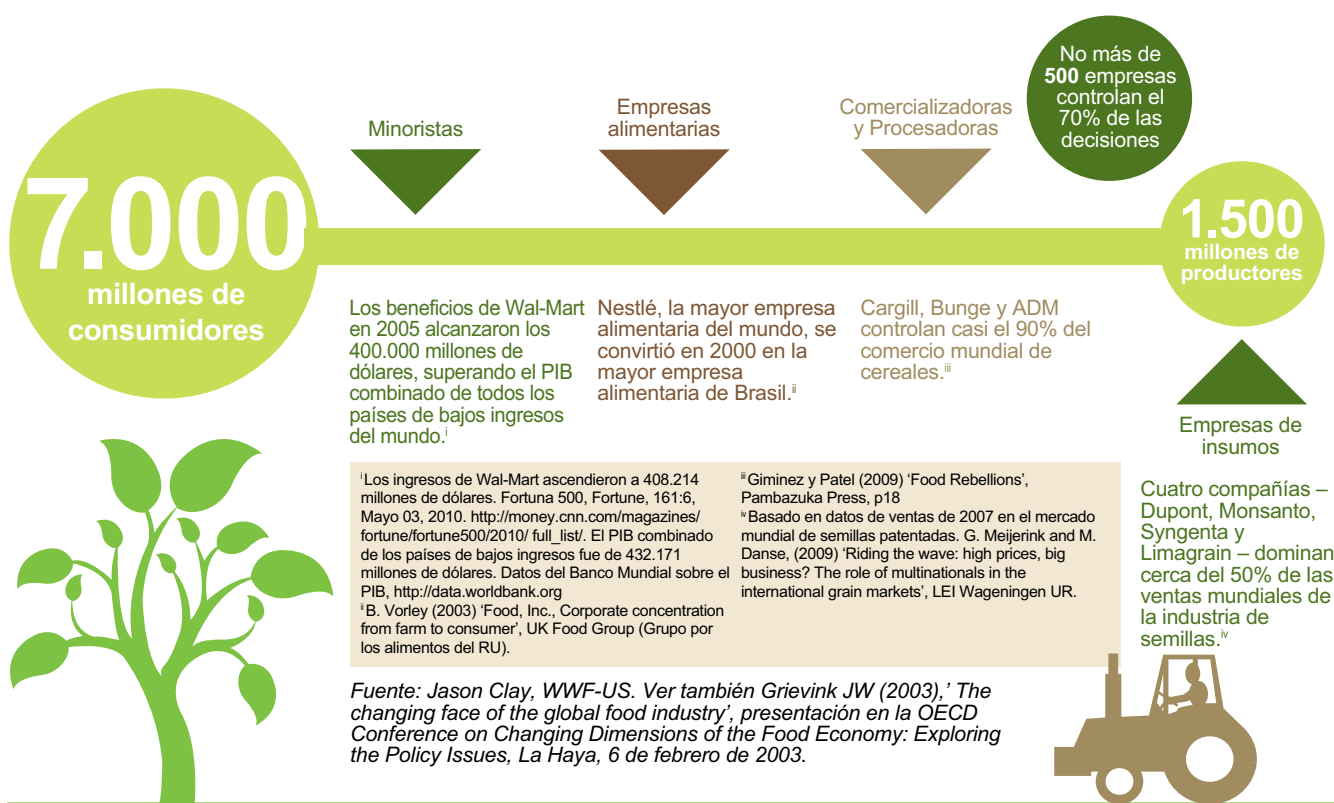 7.000
millones de
consumidores
Minoristas
Empresas
alimentarias
Comercializadoras
y Procesadoras
No más de
500 empresas
controlan el
70% de las
decisiones
1.500
millones de
productores
Los beneficios de Wal-Mart
en 2005 alcanzaron los
400.000 millones de
dólares, superando el PIB
combinado de todos los
países de bajos ingresos
del mundo.i
Nestlé, la mayor empresa
alimentaria del mundo, se
convirtió en 2000 en la
mayor empresa
alimentaria de Brasil.ii
Cargill, Bunge y ADM
controlan casi el 90% del
comercio mundial de
cereales.iii
Empresas de
insumos
Cuatro compañías –
Dupont, Monsanto,
Syngenta y
Limagrain – dominan
cerca del 50% de las
ventas mundiales de
la industria de
semillas.iv
i Los ingresos de Wal-Mart ascendieron a 408.214
millones de dólares. Fortuna 500, Fortune, 161:6,
Mayo 03, 2010. http://money.cnn.com/magazines/
fortune/fortune500/2010/ full_list/. El PIB combinado
de los países de bajos ingresos fue de 432.171
millones de dólares. Datos del Banco Mundial sobre el
PIB, http://data.worldbank.org
ii B. Vorley (2003) ‘Food, Inc., Corporate concentration
from farm to consumer’, UK Food Group (Grupo por
los alimentos del RU).
iii Giminez y Patel (2009) ‘Food Rebellions’,
Pambazuka Press, p18
iv Basado en datos de ventas de 2007 en el mercado
mundial de semillas patentadas. G. Meijerink and M.
Danse, (2009) ‘Riding the wave: high prices, big
business? The role of multinationals in the
international grain markets’, LEI Wageningen UR.
Fuente: Jason Clay, WWF-US. Ver también Grievink JW (2003),’ The
changing face of the global food industry’, presentación en la OECD
Conference on Changing Dimensions of the Food Economy: Exploring
the Policy Issues, La Haya, 6 de febrero de 2003.